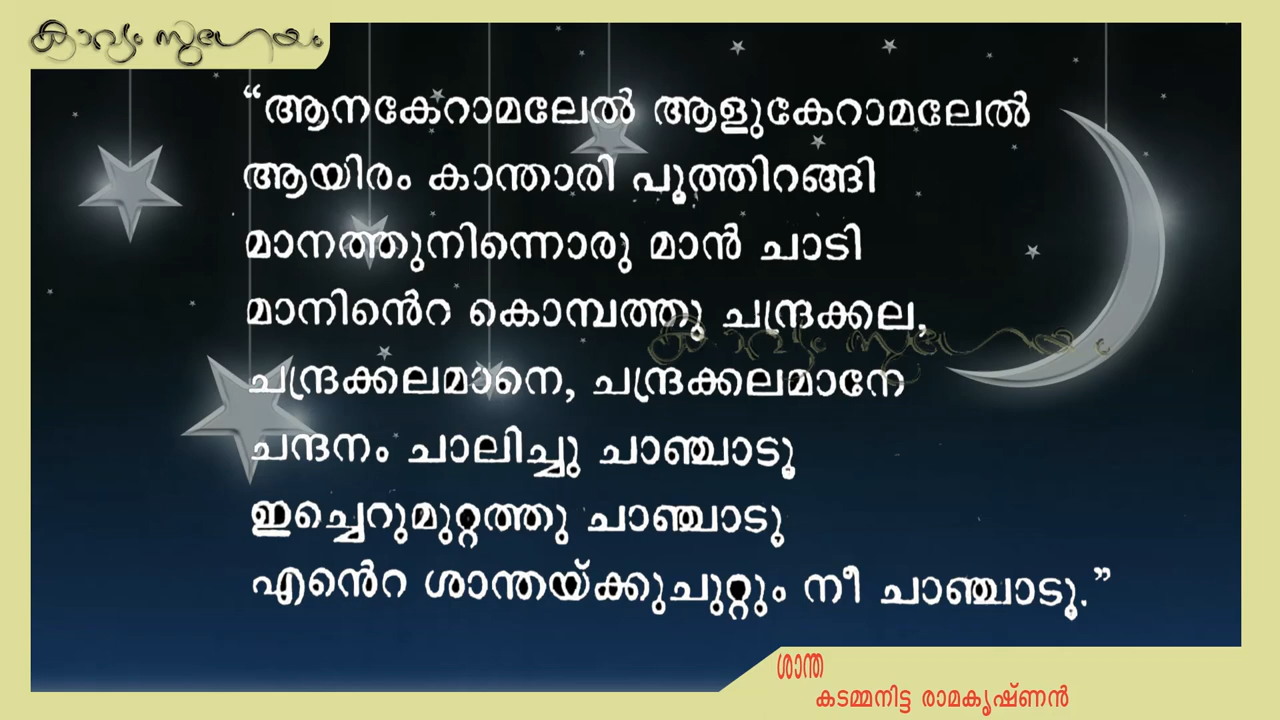 കാവ്യം സുഗേയം
“ആനകേറാമലേൽ ആളുകേറാമലേൽ
ആയിരം കാന്താരി പൂത്തിറങ്ങി
മാനത്തുനിന്നൊരു മാൻ ചാടി
മാനിൻെറ കൊമ്പത്തു ചന്ദ്രക്കല,
കാവ്യം സുഗേയം
ചന്ദ്രക്കലമാനെ, ചന്ദ്രക്കലമാനേ
ചന്ദനം ചാലിച്ചു ചാഞ്ചാടൂ
ഇച്ചെറുമുറ്റത്തു ചാഞ്ചാടൂ
എൻെറ ശാന്തയ്ക്കുചുറ്റും നീ ചാഞ്ചാടൂ.”
ശാന്ത
കടമ്മനിട്ട രാമകൃഷ്ണൻ